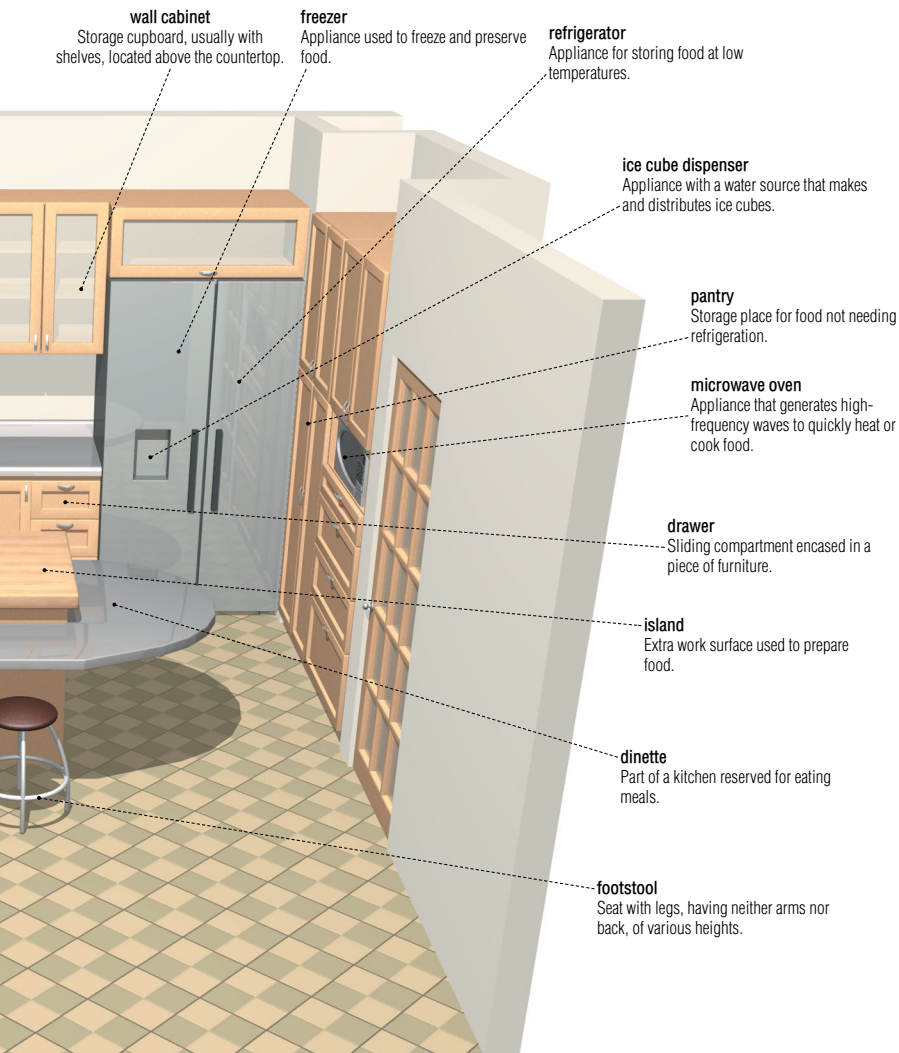 wall cabinet
Storage cupboard, usually with
shelves, located above the countertop.
freezer
Appliance used to freeze and preserve
food.
refrigerator
Appliance for storing food at low
temperatures.
ice cube dispenser
Appliance with a water source that makes
and distributes ice cubes.
pantry
Storage place for food not needing
refrigeration.
microwave oven
Appliance that generates high-
frequency waves to quickly heat or
cook food.
drawer
Sliding compartment encased in a
piece of furniture.
island
Extra work surface used to prepare
food.
dinette
Part of a kitchen reserved for eating
meals.
footstool
Seat with legs, having neither arms nor
back, of various heights.